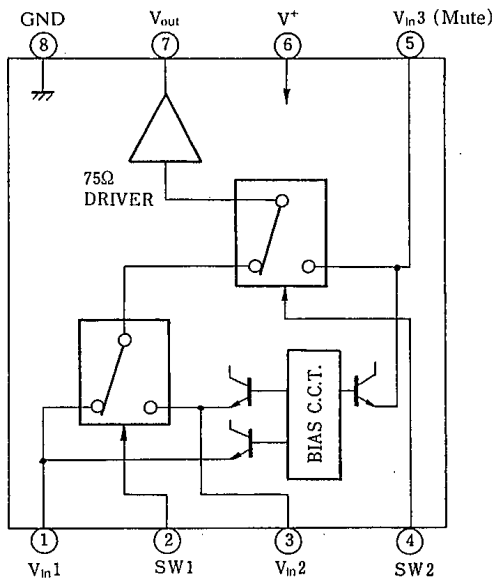 GND Vout V+ VIn3 (Mute)
8 7 6 5
75Ω
DRIVER
BIAS C.C.T.
1 2 3 4
VIn1 SW1 VIn2 SW2